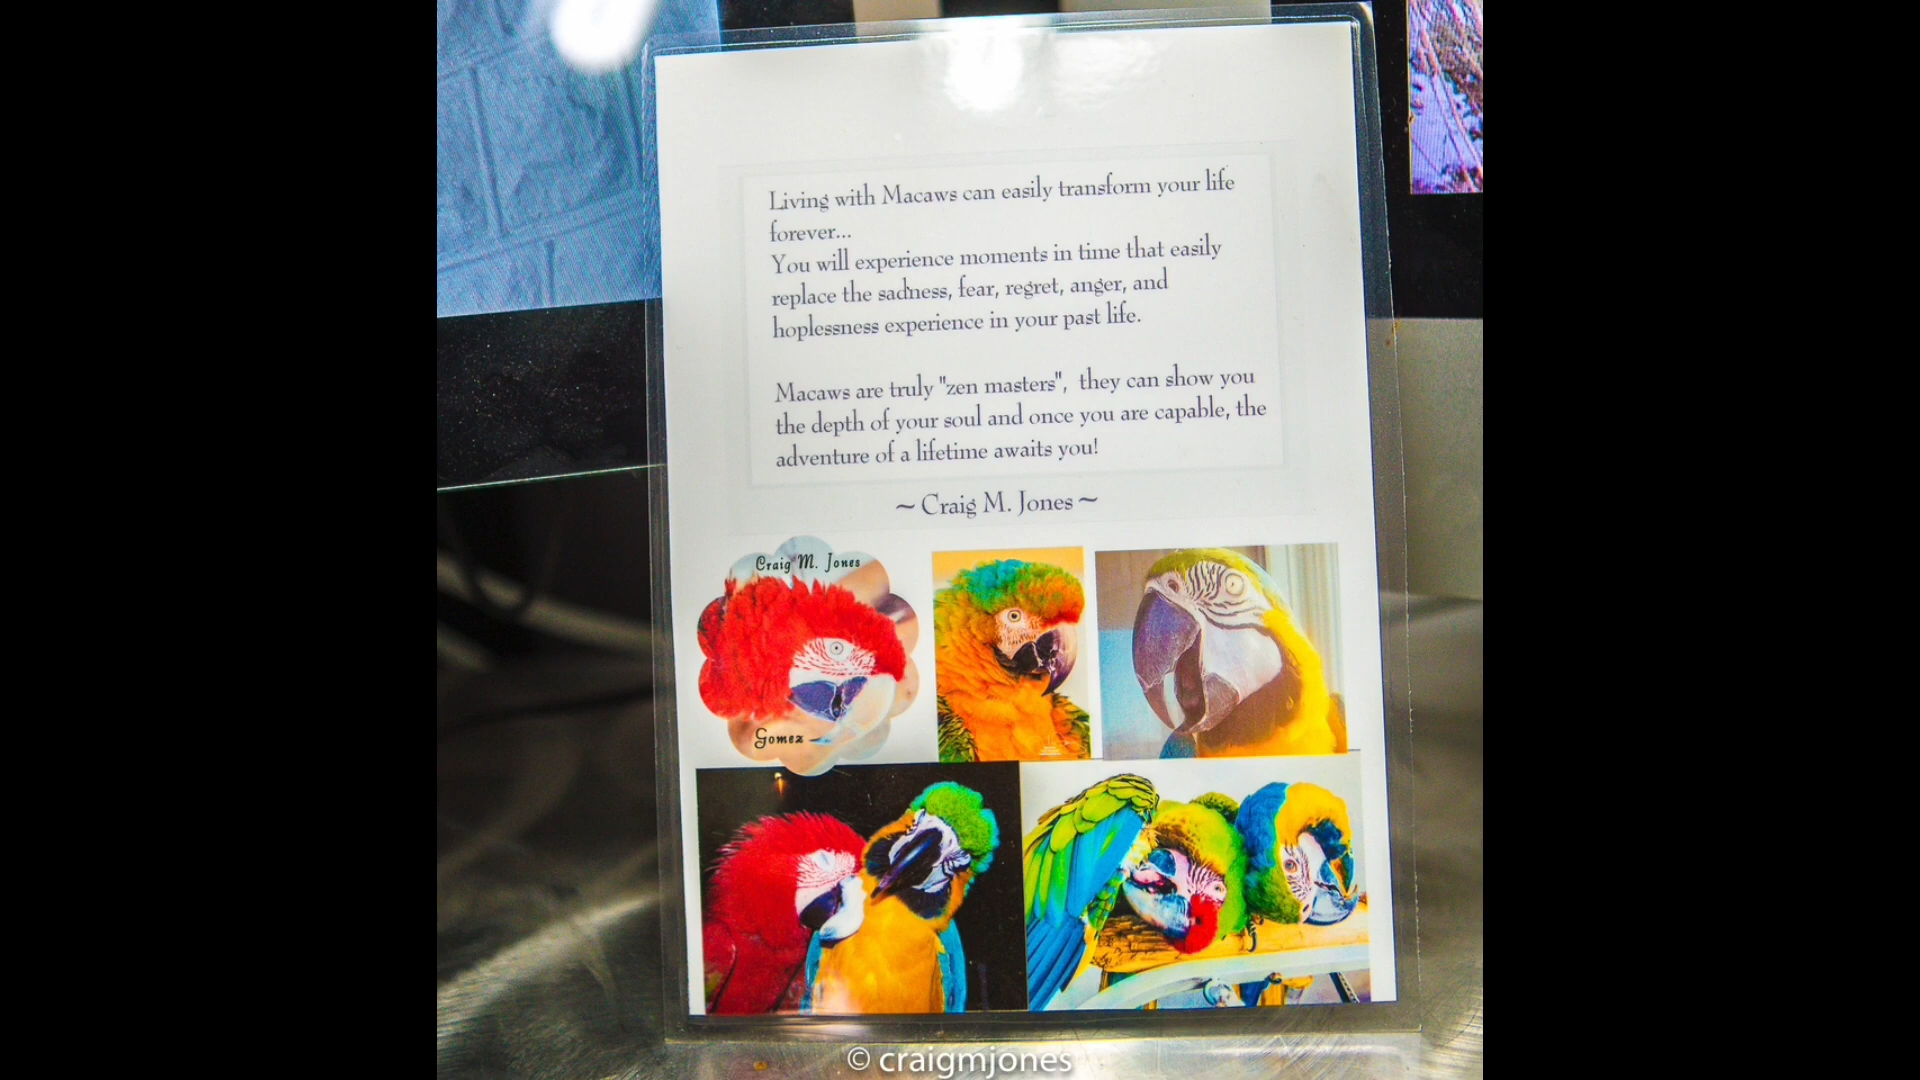 Living with Macaws can easily transform your life
forever...
You will experience moments in time that easily
replace the sadness, fear, regret, anger, and
hoplessness experience in your past life.
Macaws are truly "zen masters", they can show you
the depth of your soul and once you are capable, the
adventure of a lifetime awaits you!
~ Craig M. Jones ~
Craig M. Jones
Gomez
© craigmjones